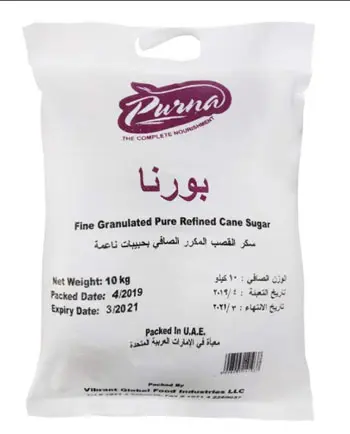 Purna
THE COMPLETE NOURISHMENT
بورنا
Fine Granulated Pure Refined Cane Sugar
سكر القصب المكرر الصافي بحبيبات ناعمة
Net Weight: 10 kg
الوزن الصافي : ١٠ كيلو
Packed Date: 4/2019
تاريخ التعبئة : ٢٠١٩/٤
Expiry Date: 3/2021
تاريخ الانتهاء : ٢٠٢١/٣
Packed In U.A.E.
معبأة في الإمارات العربية المتحدة
Packed By
Vibrant Global Food Industries LLC